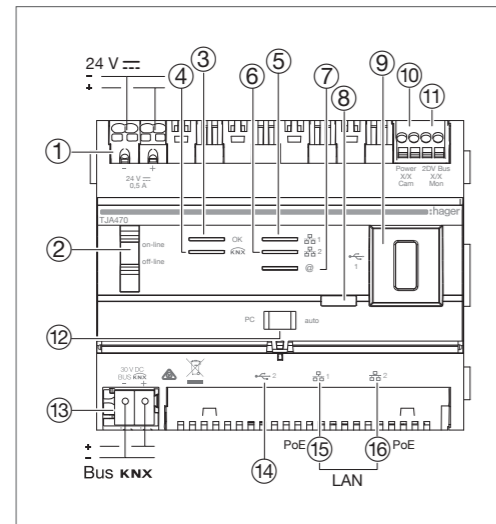 24 V
- +
③ ⑤ ⑦
④ ⑥ ⑧ ⑨ ⑩ ⑪
①
- +
24 V
0,5 A
Power 2DV Bus
X/X X/X
Cam Mon
:hager
TJA470
②
on-line
off-line
OK
KNX
1
2
@
1
PC auto
⑫
30 V DC
BUS KNX
- +
2 1 2
⑬
+
-
Bus KNX
⑭
PoE ⑮ ⑯ PoE
LAN